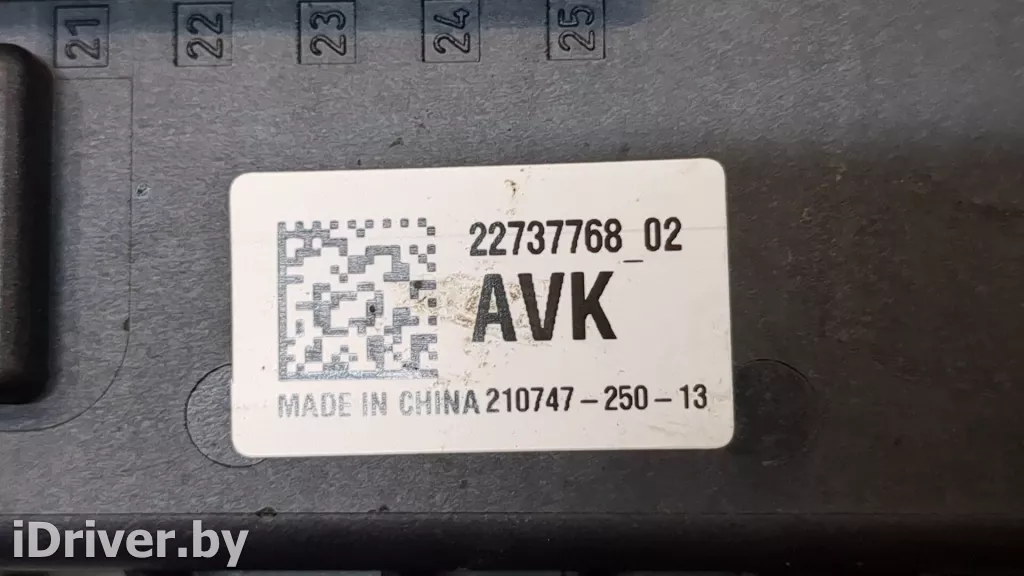 21 22 23 24 25
22737768_02
AVK
MADE IN CHINA 210747-250-13
iDriver.by